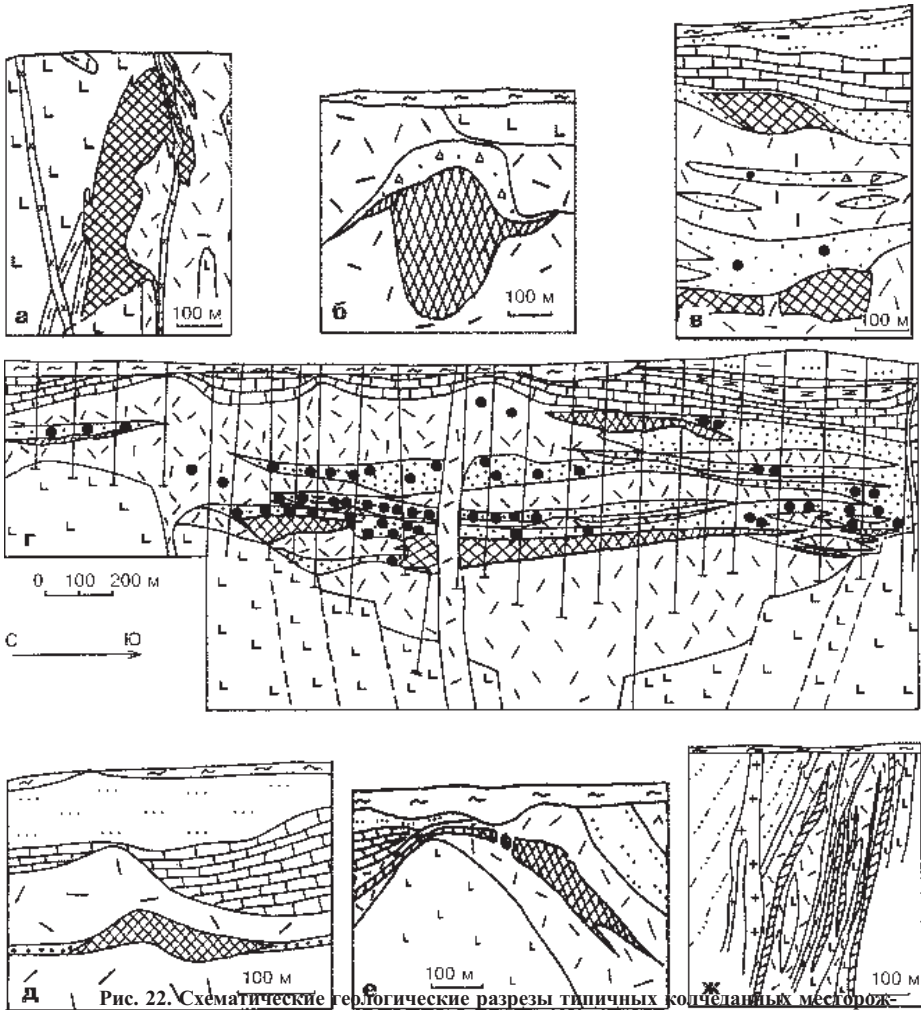 а 100 м
б 100 м
в 100 м
г
0 100 200 м
С Ю
д 100 м
е 100 м
ж 100 м
Рис. 22. Схематические геологические разрезы типичных колчеданных месторож-